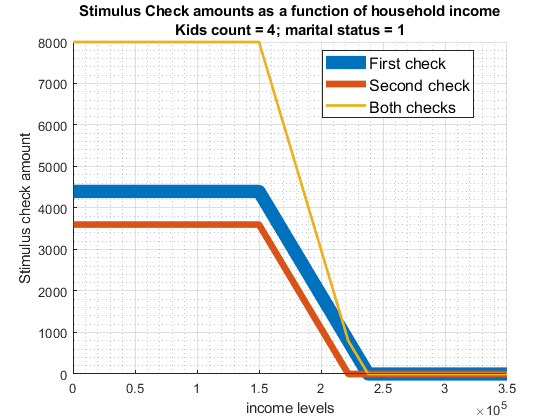 Stimulus Check amounts as a function of household income
Kids count = 4; marital status = 1
8000
7000
6000
5000
4000
3000
2000
1000
0
Stimulus check amount
First check
Second check
Both checks
0
0.5
1
1.5
2
2.5
3
3.5
income levels
×10⁵